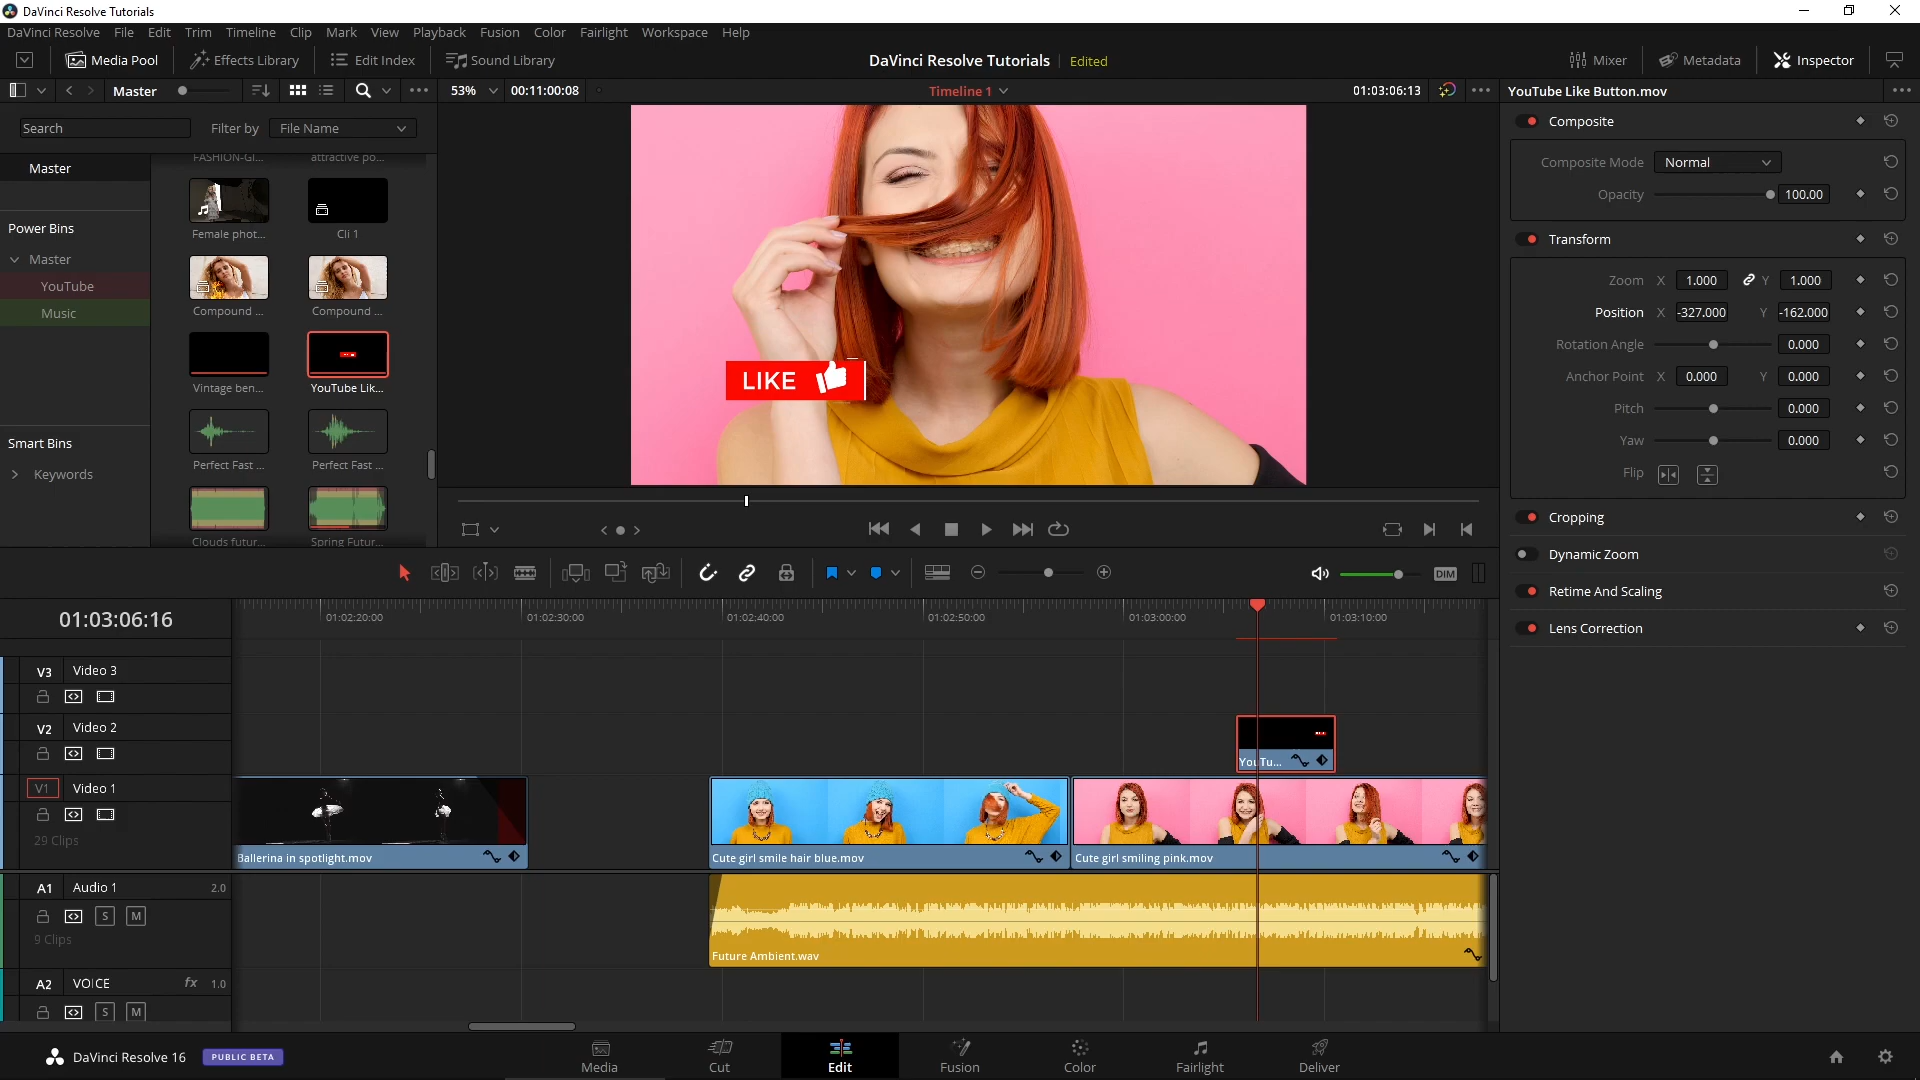 DaVinci Resolve Tutorials
DaVinci Resolve File Edit Trim Timeline Clip Mark View Playback Fusion Color Fairlight Workspace Help
Media Pool Effects Library Edit Index Sound Library DaVinci Resolve Tutorials Edited Mixer Metadata Inspector
Master 53% 00:11:00:08 Timeline 1 01:03:06:13 YouTube Like Button.mov
Search Filter by File Name
Master
Power Bins
Master
YouTube
Music
Smart Bins
Keywords
FASHION-Gl... attractive po...
Female phot... Cli 1
Compound ... Compound ...
Vintage ben... YouTube Lik...
Perfect Fast ... Perfect Fast ...
Clouds futur... Spring Futur...
LIKE
Composite
Composite Mode Normal
Opacity 100.00
Transform
Zoom X 1.000 Y 1.000
Position X -327.000 Y -162.000
Rotation Angle 0.000
Anchor Point X 0.000 Y 0.000
Pitch 0.000
Yaw 0.000
Flip
Cropping
Dynamic Zoom
Retime And Scaling
Lens Correction
DIM
01:03:06:16
01:02:20:00 01:02:30:00 01:02:40:00 01:02:50:00 01:03:00:00 01:03:10:00
V3 Video 3
V2 Video 2
YouTu...
V1 Video 1
29 Clips
Ballerina in spotlight.mov Cute girl smile hair blue.mov Cute girl smiling pink.mov
A1 Audio 1 2.0
S M
9 Clips
Future Ambient.wav
A2 VOICE fx 1.0
S M
DaVinci Resolve 16 PUBLIC BETA
Media Cut Edit Fusion Color Fairlight Deliver